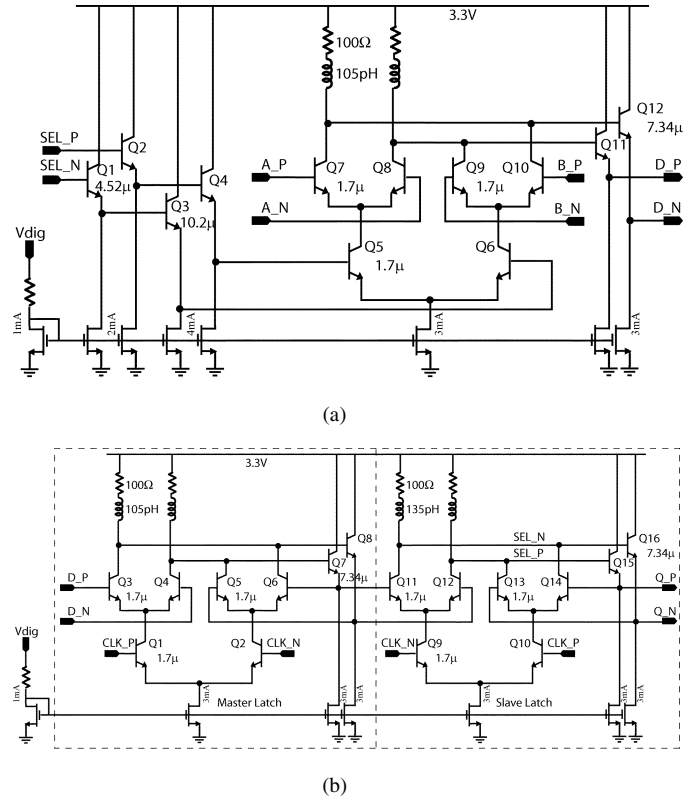 3.3V
100Ω
105pH
Q12
7.34µ
SEL_P
Q2
Q11
SEL_N
Q1
4.52µ
Q4
A_P
Q7
Q8
Q9
Q10
B_P
D_P
1.7µ
1.7µ
Q3
10.2µ
A_N
B_N
D_N
Vdig
Q5
Q6
1.7µ
1mA
2mA
4mA
3mA
3mA
(a)
3.3V
100Ω
105pH
100Ω
135pH
Q8
Q7
7.34µ
SEL_N
SEL_P
Q16
7.34µ
Q15
D_P
Q3
Q4
Q5
Q6
Q11
Q12
Q13
Q14
Q_P
1.7µ
1.7µ
1.7µ
1.7µ
D_N
Q_N
Vdig
CLK_P
Q1
1.7µ
Q2
CLK_N
CLK_N
Q9
1.7µ
Q10
CLK_P
1mA
3mA
Master Latch
3mA
3mA
Slave Latch
3mA
(b)